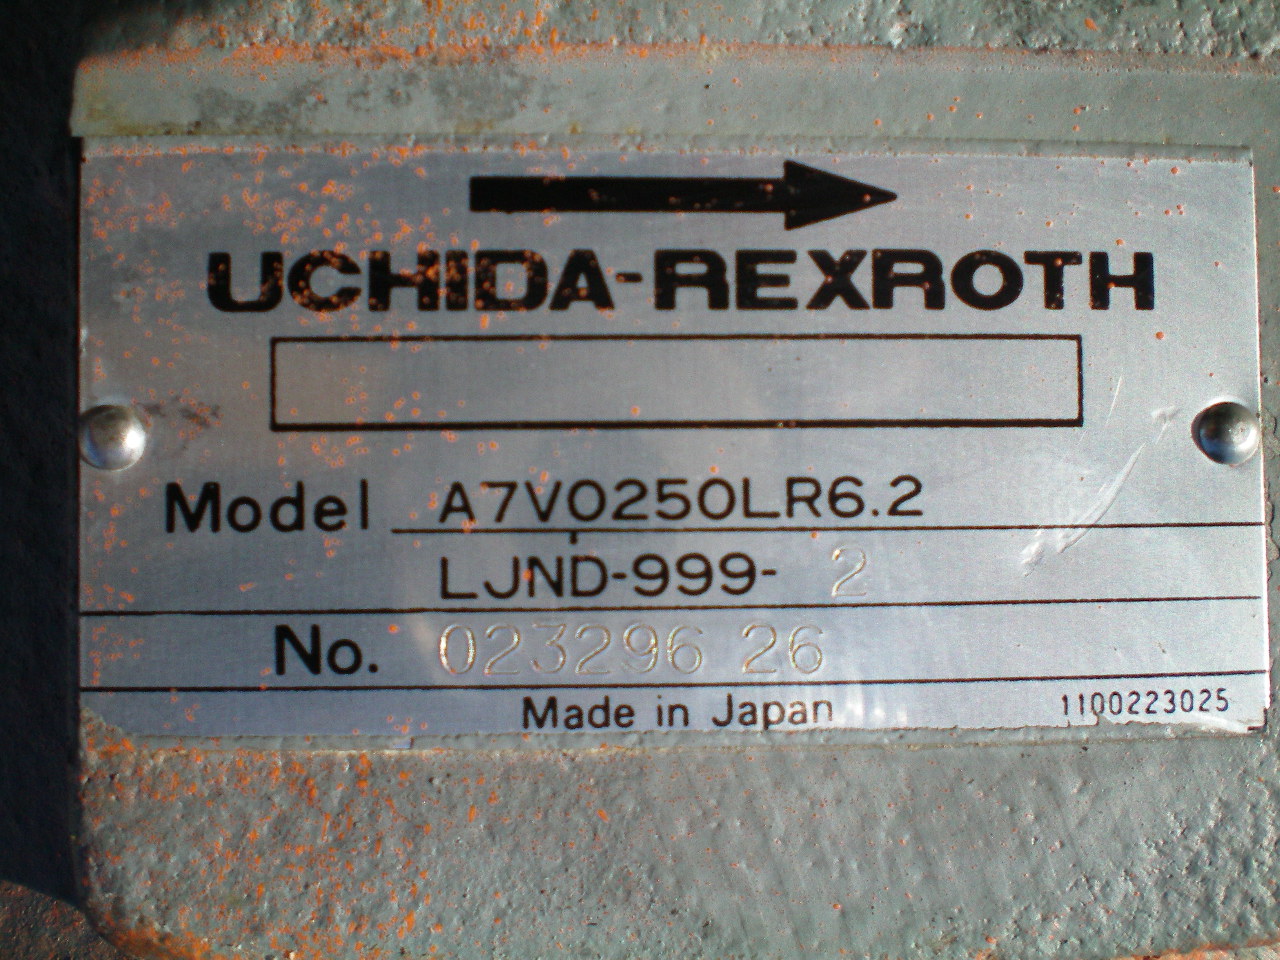 UCHIDA-REXROTH
Model A7V0250LR6.2
LJND-999- 2
No. 023296 26
Made in Japan 1100223025